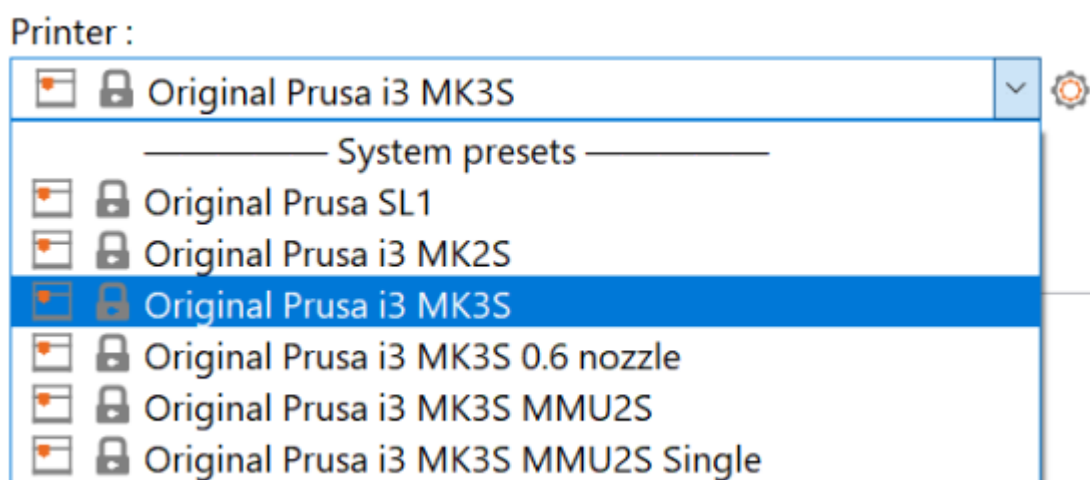 Printer :
Original Prusa i3 MK3S
System presets
Original Prusa SL1
Original Prusa i3 MK2S
Original Prusa i3 MK3S
Original Prusa i3 MK3S 0.6 nozzle
Original Prusa i3 MK3S MMU2S
Original Prusa i3 MK3S MMU2S Single